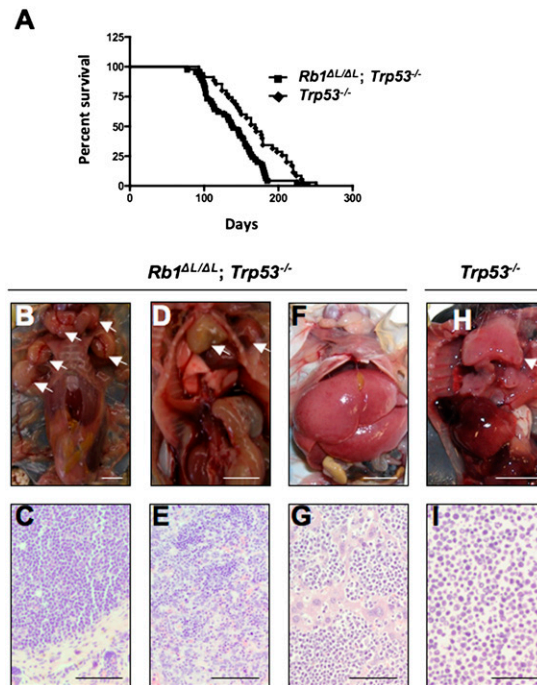 A
Percent survival
125
100
75
50
25
0
0 100 200 300
Days
Rb1ΔL/ΔL; Trp53-/-
Trp53-/-
Rb1ΔL/ΔL; Trp53-/- Trp53-/-
B D F H
C E G I